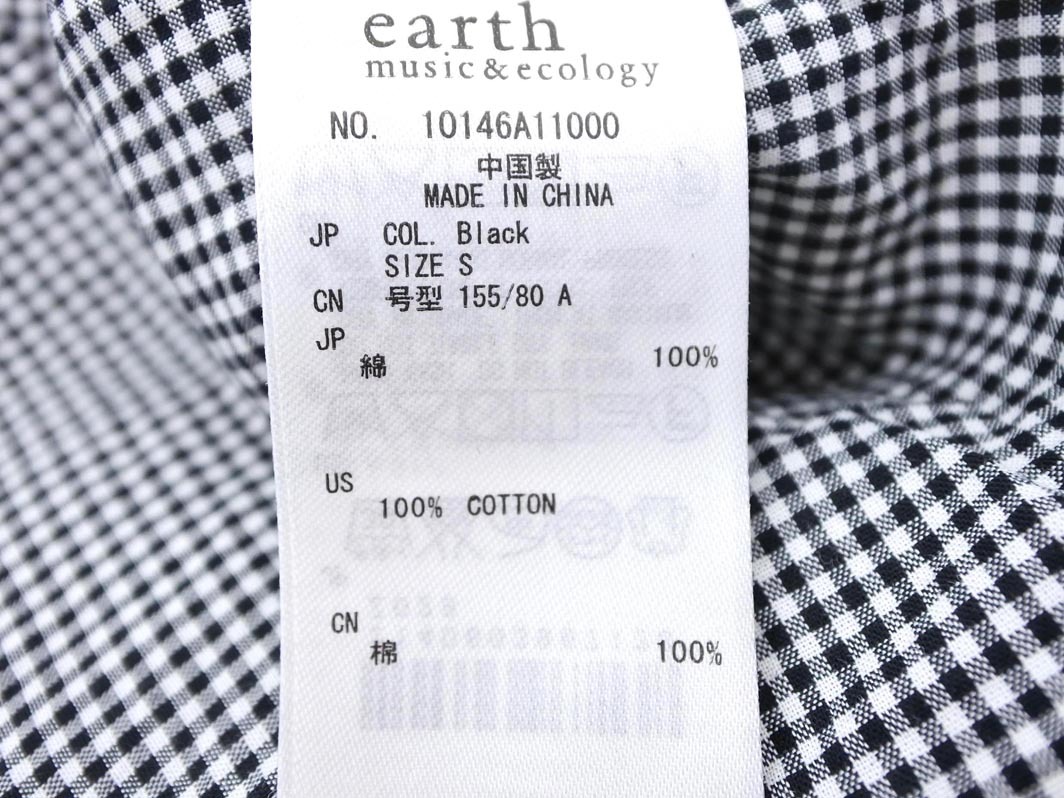 earth
music&ecology
NO. 10146A11000
中国製
MADE IN CHINA
JP COL. Black
SIZE S
CN 号型 155/80 A
JP
綿 100%
US
100% COTTON
CN
棉 100%